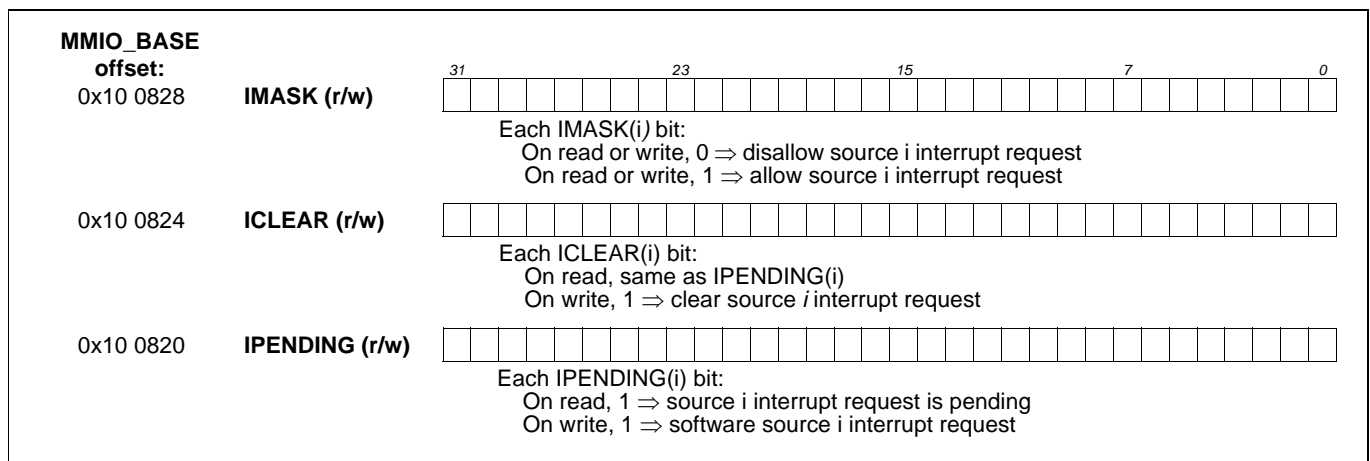 MMIO_BASE
offset:
31 23 15 7 0
0x10 0828 IMASK (r/w)
Each IMASK(i) bit:
On read or write, 0 ⇒ disallow source i interrupt request
On read or write, 1 ⇒ allow source i interrupt request
0x10 0824 ICLEAR (r/w)
Each ICLEAR(i) bit:
On read, same as IPENDING(i)
On write, 1 ⇒ clear source i interrupt request
0x10 0820 IPENDING (r/w)
Each IPENDING(i) bit:
On read, 1 ⇒ source i interrupt request is pending
On write, 1 ⇒ software source i interrupt request